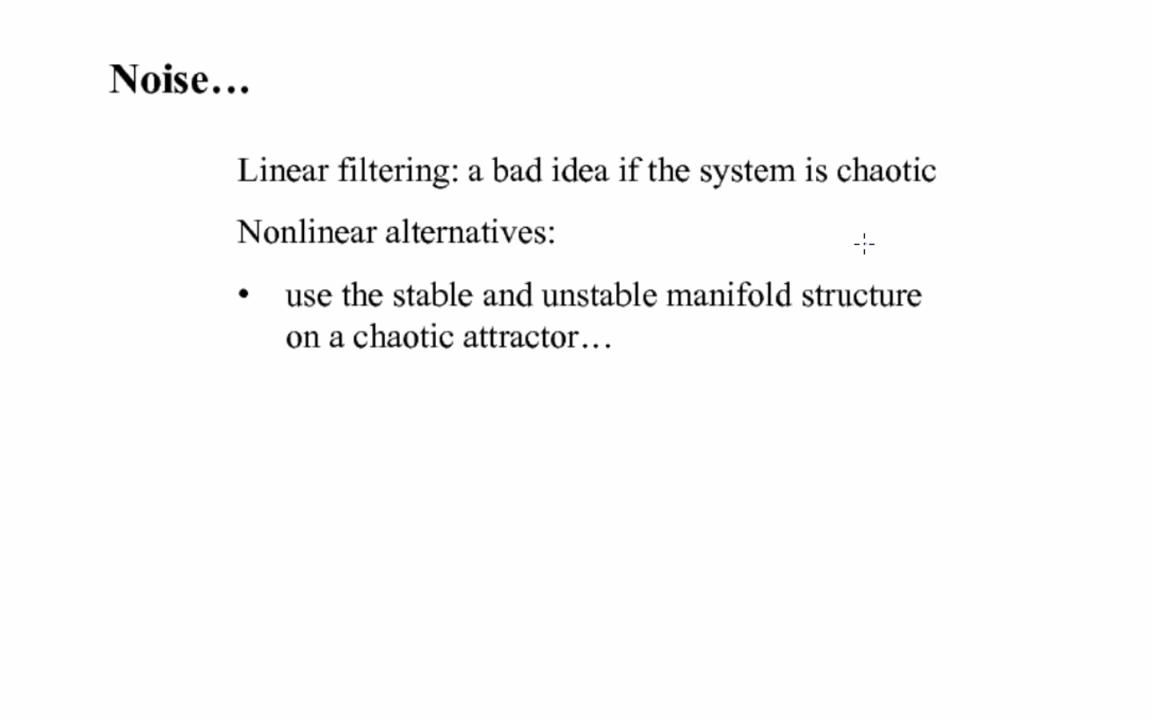 Noise…
Linear filtering: a bad idea if the system is chaotic
Nonlinear alternatives:
• use the stable and unstable manifold structure
on a chaotic attractor…